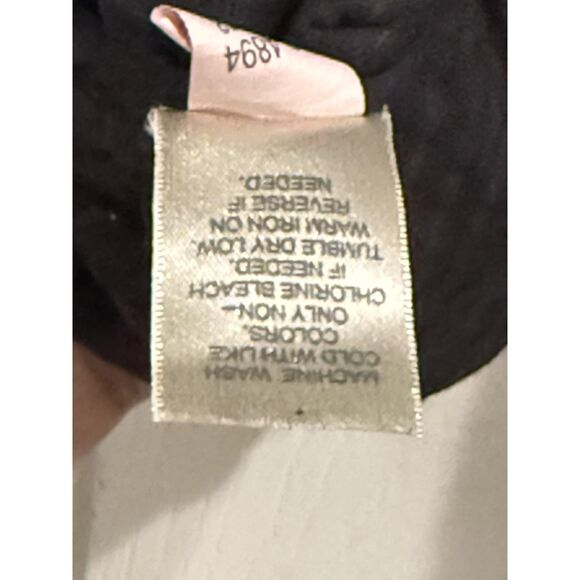 MACHINE WASH
COLD WITH LIKE
COLORS.
ONLY NON-
CHLORINE BLEACH
IF NEEDED.
TUMBLE DRY LOW.
WARM IRON ON
REVERSE IF
NEEDED.
4894